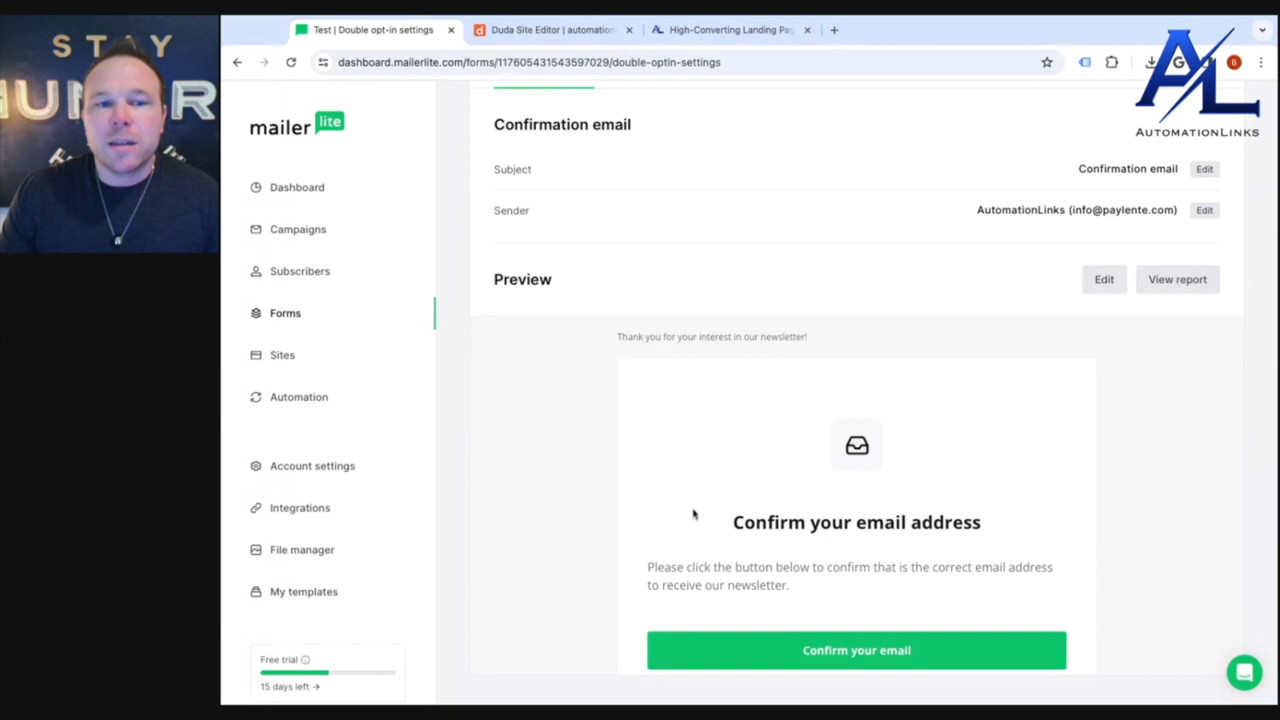 STAY
HUNGER
Test | Double opt-in settings
Duda Site Editor | automation
High-Converting Landing Pag
dashboard.mailerlite.com/forms/117605431543597029/double-optin-settings
B
AL
AUTOMATIONLINKS
mailer lite
Dashboard
Campaigns
Subscribers
Forms
Sites
Automation
Account settings
Integrations
File manager
My templates
Free trial
15 days left →
Confirmation email
Subject
Confirmation email
Edit
Sender
AutomationLinks (info@paylente.com)
Edit
Preview
Edit
View report
Thank you for your interest in our newsletter!
Confirm your email address
Please click the button below to confirm that is the correct email address
to receive our newsletter.
Confirm your email